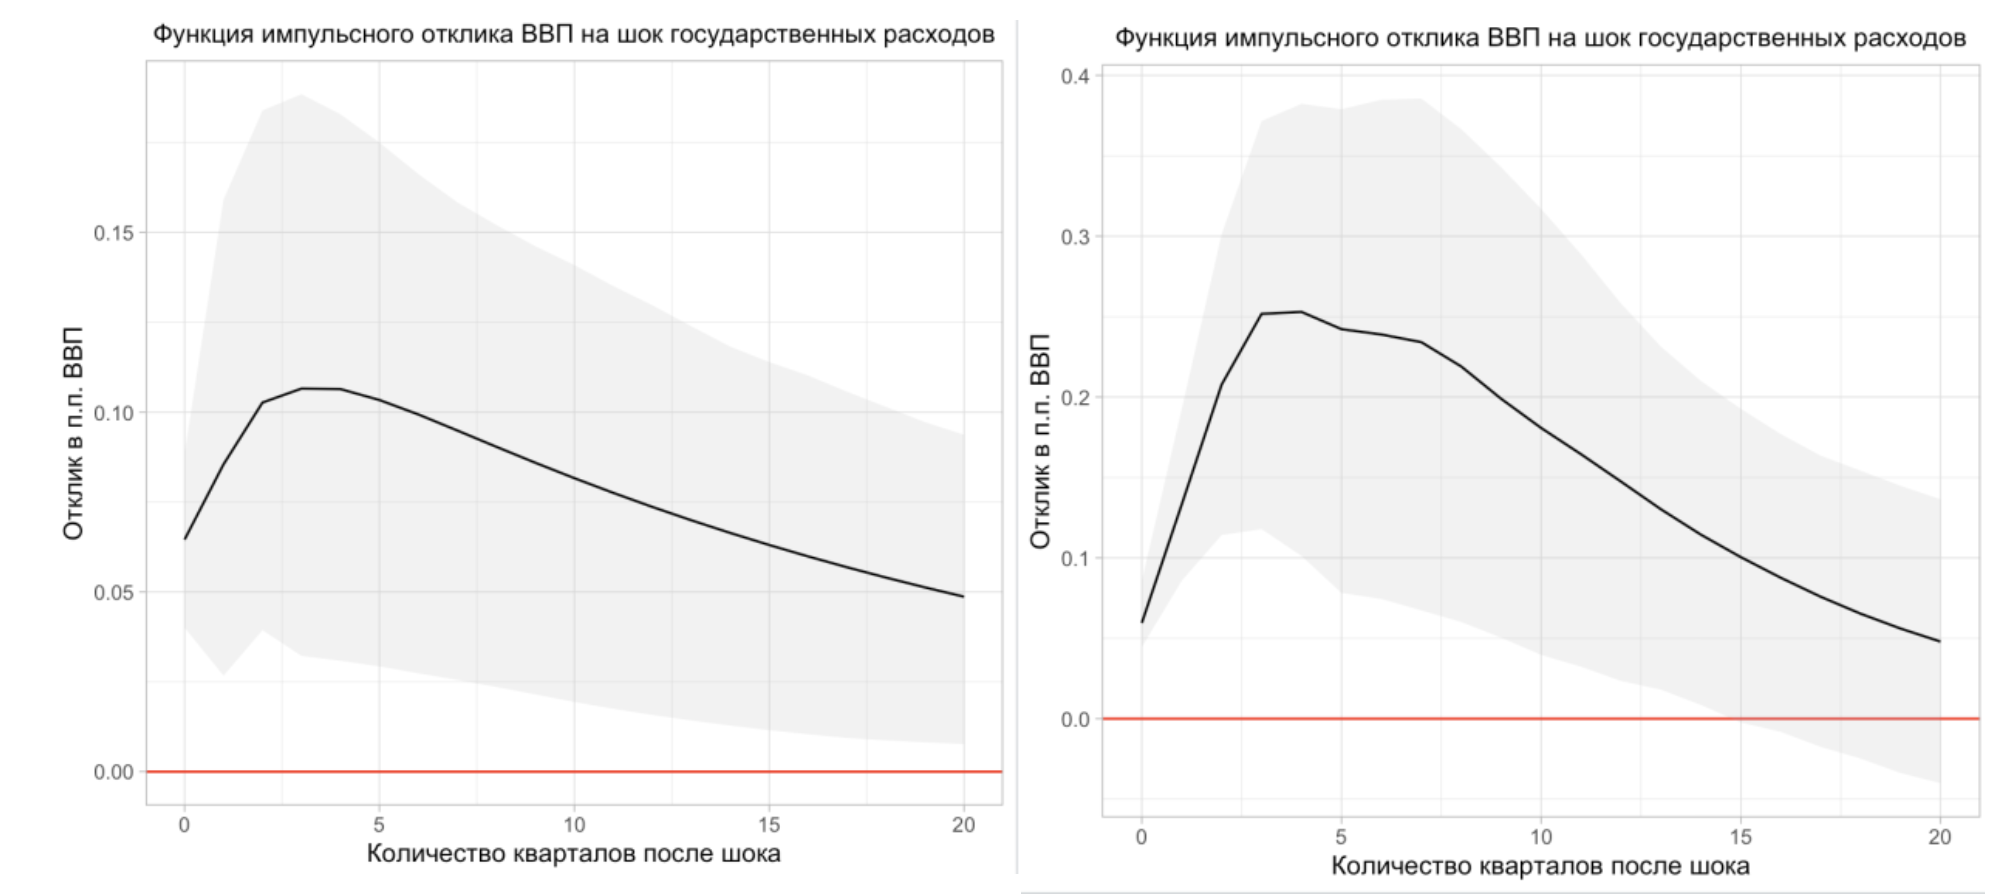 Функция импульсного отклика ВВП на шок государственных расходов
Отклик в п.п. ВВП
0.15
0.10
0.05
0.00
0 5 10 15 20
Количество кварталов после шока
Функция импульсного отклика ВВП на шок государственных расходов
Отклик в п.п. ВВП
0.4
0.3
0.2
0.1
0.0
0 5 10 15 20
Количество кварталов после шока